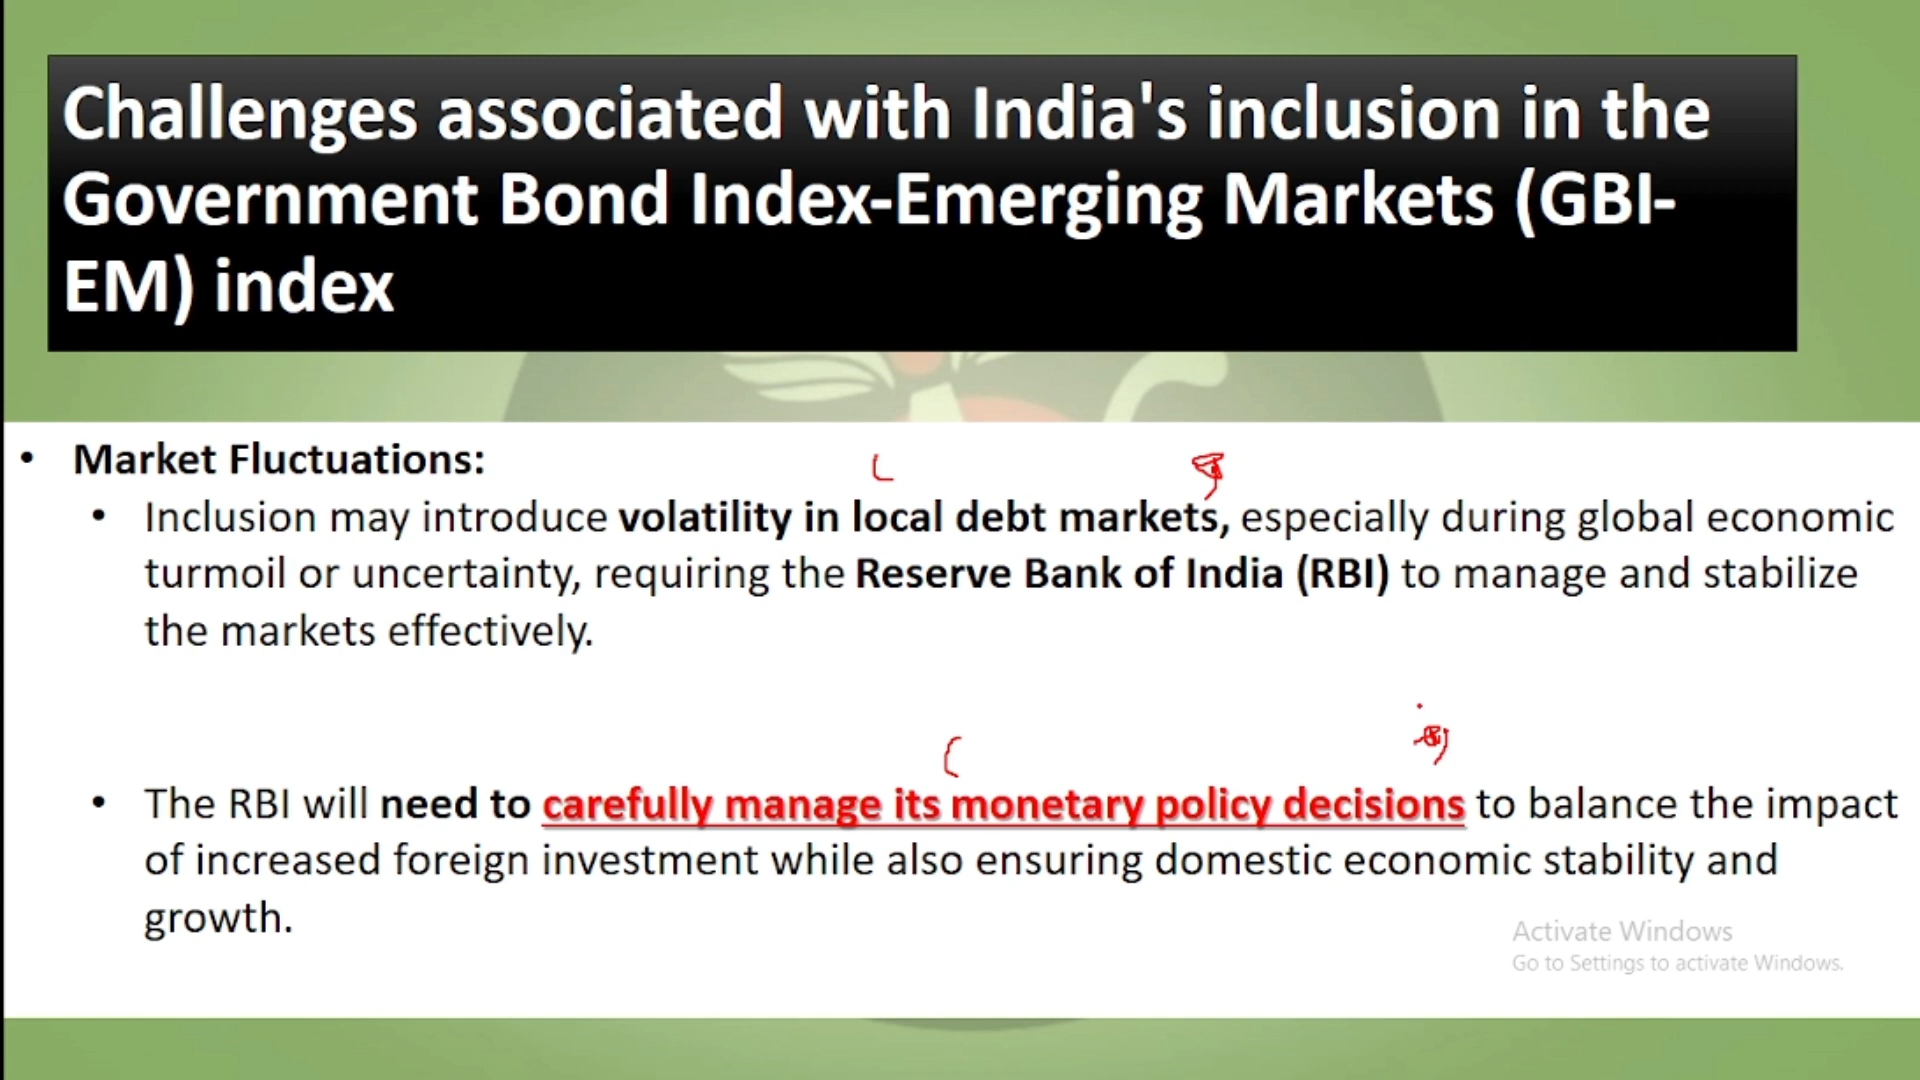 Challenges associated with India's inclusion in the
Government Bond Index-Emerging Markets (GBI-
EM) index
• Market Fluctuations:
• Inclusion may introduce volatility in local debt markets, especially during global economic
turmoil or uncertainty, requiring the Reserve Bank of India (RBI) to manage and stabilize
the markets effectively.
• The RBI will need to carefully manage its monetary policy decisions to balance the impact
of increased foreign investment while also ensuring domestic economic stability and
growth.
Activate Windows
Go to Settings to activate Windows.